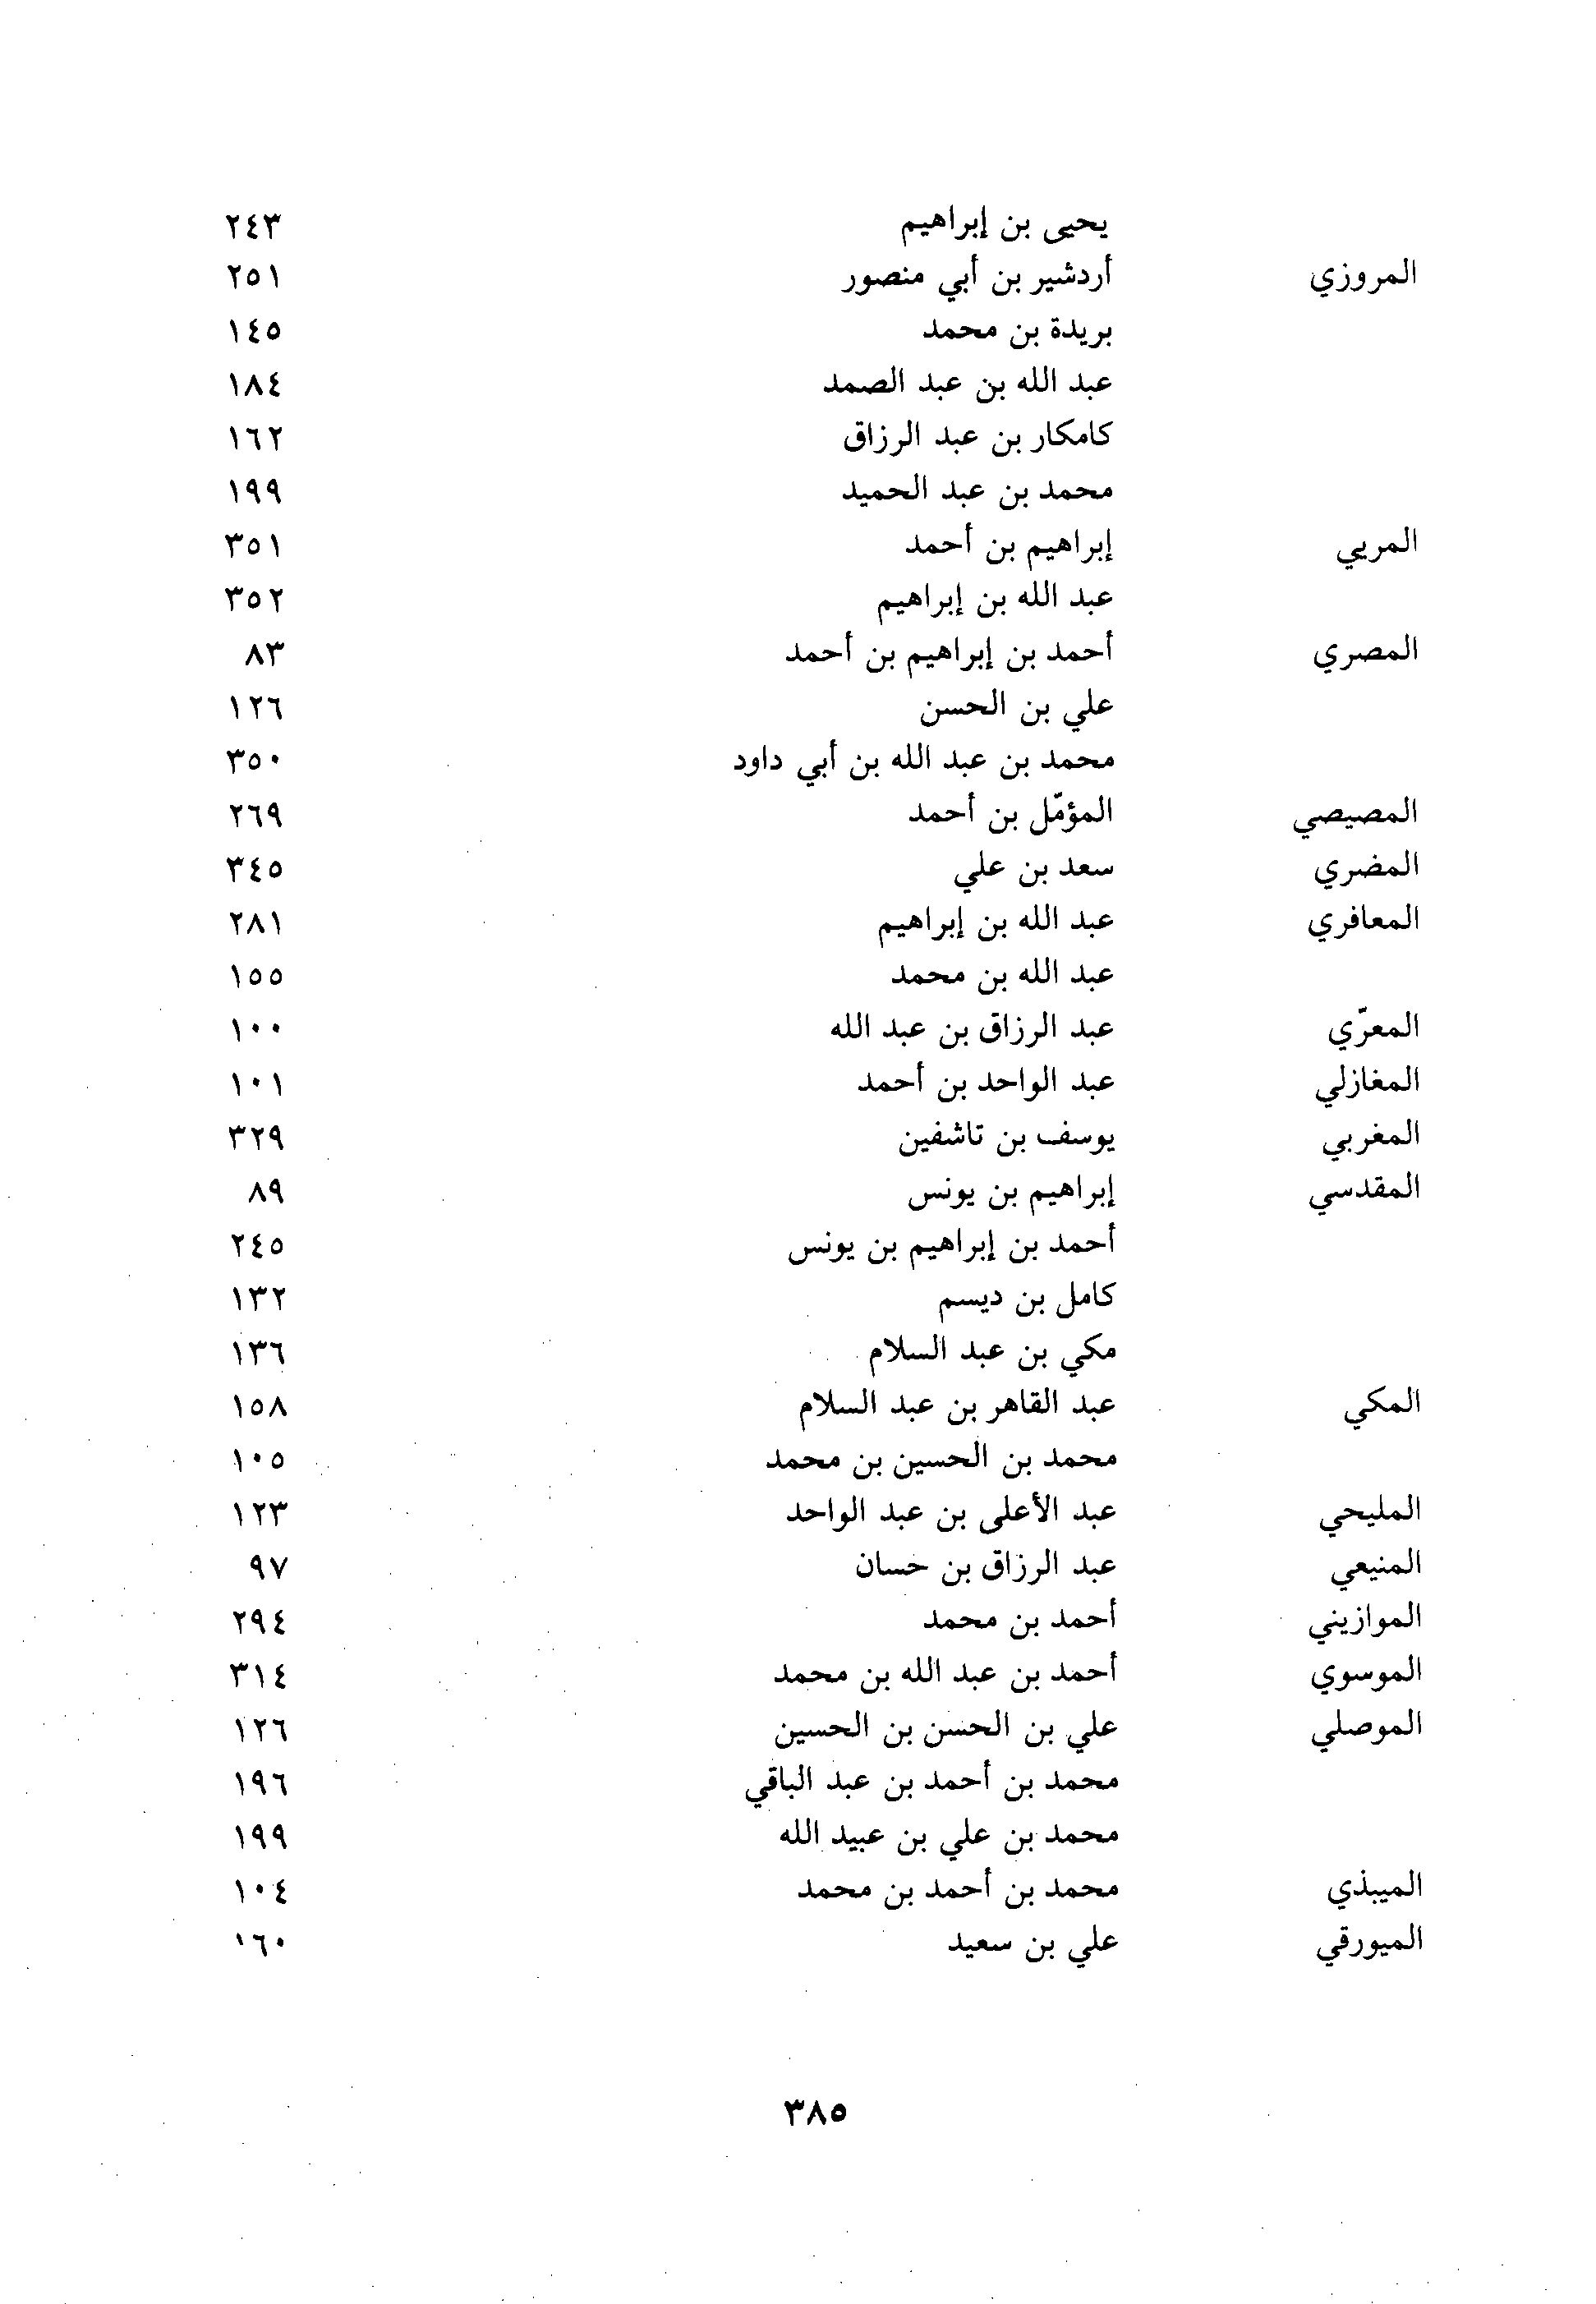 يحيى بن إبراهيم ٢٤٣
المروزي أردشير بن أبي منصور ٢٥١
بريدة بن محمد ١٤٥
عبد الله بن عبد الصمد ١٨٤
كامكار بن عبد الرزاق ١٦٢
محمد بن عبد الحميد ١٩٩
المريي إبراهيم بن أحمد ٣٥١
عبد الله بن إبراهيم ٣٥٢
المصري أحمد بن إبراهيم بن أحمد ٨٣
علي بن الحسن ١٢٦
محمد بن عبد الله بن أبي داود ٣٥٠
المصيصي المؤمّل بن أحمد ٢٦٩
المضري سعد بن علي ٣٤٥
المعافري عبد الله بن إبراهيم ٢٨١
عبد الله بن محمد ١٥٥
المعرّي عبد الرزاق بن عبد الله ١٠٠
المغازلي عبد الواحد بن أحمد ١٠١
المغربي يوسف بن تاشفين ٣٢٩
المقدسي إبراهيم بن يونس ٨٩
أحمد بن إبراهيم بن يونس ٢٤٥
كامل بن ديسم ١٣٢
مكي بن عبد السلام ١٣٦
المكي عبد القاهر بن عبد السلام ١٥٨
محمد بن الحسين بن محمد ١٠٥
المليحي عبد الأعلى بن عبد الواحد ١٢٣
المنيعي عبد الرزاق بن حسان ٩٧
الموازيني أحمد بن محمد ٢٩٤
الموسوي أحمد بن عبد الله بن محمد ٣١٤
الموصلي علي بن الحسن بن الحسين ١٢٦
محمد بن أحمد بن عبد الباقي ١٩٦
محمد بن علي بن عبيد الله ١٩٩
الميبذي محمد بن أحمد بن محمد ١٠٤
الميورقي علي بن سعيد ١٦٠
٣٨٥